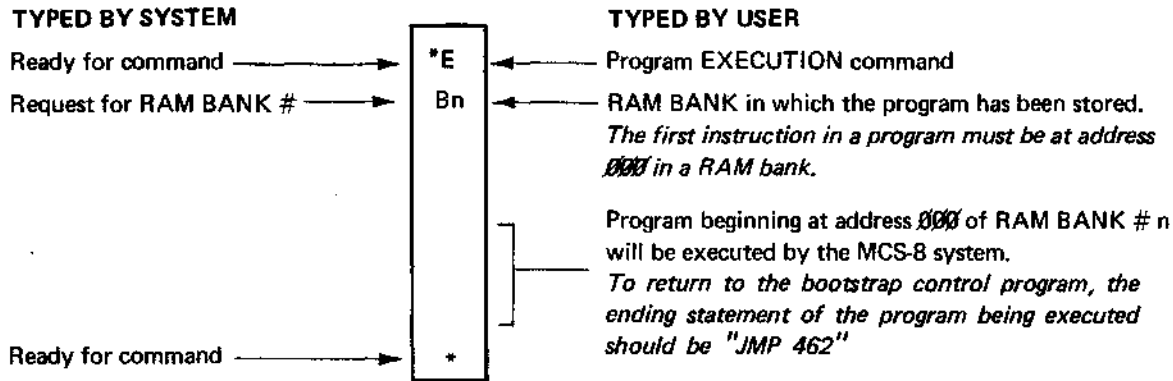 TYPED BY SYSTEM
TYPED BY USER
Ready for command
*E
Program EXECUTION command
Request for RAM BANK #
Bn
RAM BANK in which the program has been stored.
The first instruction in a program must be at address
000 in a RAM bank.
Program beginning at address 000 of RAM BANK # n
will be executed by the MCS-8 system.
To return to the bootstrap control program, the
ending statement of the program being executed
should be "JMP 462"
Ready for command
*